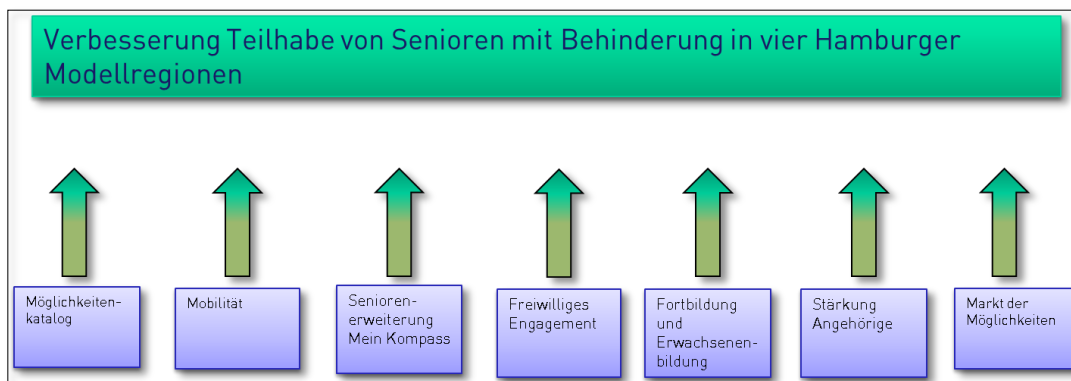 Verbesserung Teilhabe von Senioren mit Behinderung in vier Hamburger
Modellregionen
Möglichkeiten-
katalog
Mobilität
Senioren-
erweiterung
Mein Kompass
Freiwilliges
Engagement
Fortbildung
und
Erwachsenen-
bildung
Stärkung
Angehörige
Markt der
Möglichkeiten